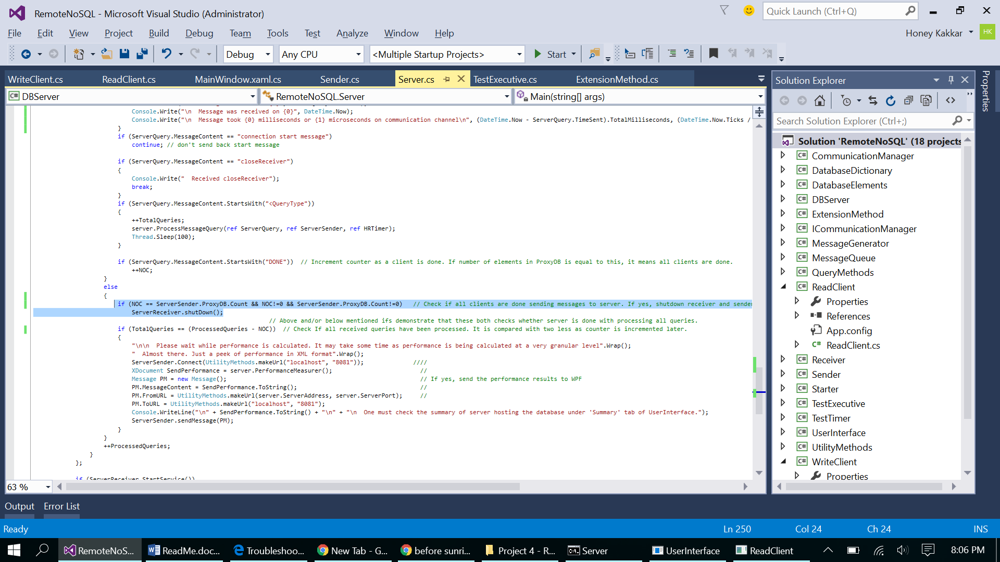 RemoteNoSQL - Microsoft Visual Studio (Administrator)
Quick Launch (Ctrl+Q)
File Edit View Project Build Debug Team Tools Test Analyze Window Help
Honey Kakkar HK
Debug Any CPU <Multiple Startup Projects> Start
WriteClient.cs ReadClient.cs MainWindow.xaml.cs Sender.cs Server.cs TestExecutive.cs ExtensionMethod.cs
DBServer RemoteNoSQL.Server Main(string[] args)
Console.Write("\n  Message was received on {0}", DateTime.Now);
Console.Write("\n  Message took {0} milliseconds or {1} microseconds on communication channel\n", (DateTime.Now - ServerQuery.TimeSent).TotalMilliseconds, (DateTime.Now.Ticks /
}
if (ServerQuery.MessageContent == "connection start message")
continue; // don't send back start message
if (ServerQuery.MessageContent == "closeReceiver")
{
Console.Write("  Received closeReceiver");
break;
}
if (ServerQuery.MessageContent.StartsWith("<QueryType"))
{
++TotalQueries;
server.ProcessMessageQuery(ref ServerQuery, ref ServerSender, ref HRTimer);
Thread.Sleep(100);
}
if (ServerQuery.MessageContent.StartsWith("DONE"))  // Increment counter as a client is done. If number of elements in ProxyDB is equal to this, it means all clients are done.
++NOC;
}
else
{
if (NOC == ServerSender.ProxyDB.Count && NOC!=0 && ServerSender.ProxyDB.Count!=0)   // Check if all clients are done sending messages to server. If yes, shutdown receiver and sender
ServerReceiver.shutDown();
// Above and/or below mentioned ifs demonstrate that these both checks whether server is done with processing all queries.
if (TotalQueries == (ProcessedQueries - NOC))  // Check If all received queries have been processed. It is compared with two less as counter is incremented later.
{
"\n\n  Please wait while performance is calculated. It may take some time as performance is being calculated at a very granular level".Wrap();
"  Almost there. Just a peek of performance in XML format".Wrap();
ServerSender.Connect(UtilityMethods.makeUrl("localhost", "8081"));              ////
XDocument SendPerformance = server.PerformanceMeasurer();                         //
Message PM = new Message();                                                       // If yes, send the performance results to WPF
PM.MessageContent = SendPerformance.ToString();                                   //
PM.FromURL = UtilityMethods.makeUrl(server.ServerAddress, server.ServerPort);     //
PM.ToURL = UtilityMethods.makeUrl("localhost", "8081");
Console.WriteLine("\n" + SendPerformance.ToString() + "\n" + "\n  One must check the summary of server hosting the database under 'Summary' tab of UserInterface.");
ServerSender.sendMessage(PM);
}
}
++ProcessedQueries;
}
};
if (ServerReceiver.StartService())
63 %
Solution Explorer
Search Solution Explorer (Ctrl+;)
Solution 'RemoteNoSQL' (18 projects
CommunicationManager
DatabaseDictionary
DatabaseElements
DBServer
ExtensionMethod
ICommunicationManager
MessageGenerator
MessageQueue
QueryMethods
ReadClient
Properties
References
App.config
ReadClient.cs
Receiver
Sender
Starter
TestExecutive
TestTimer
UserInterface
UtilityMethods
WriteClient
Properties
Properties
Output Error List
Ready Ln 250 Col 24 Ch 24 INS
RemoteNoS... ReadMe.doc... Troubleshoo... New Tab - G... before sunri... Project 4 - R... Server UserInterface ReadClient 8:06 PM